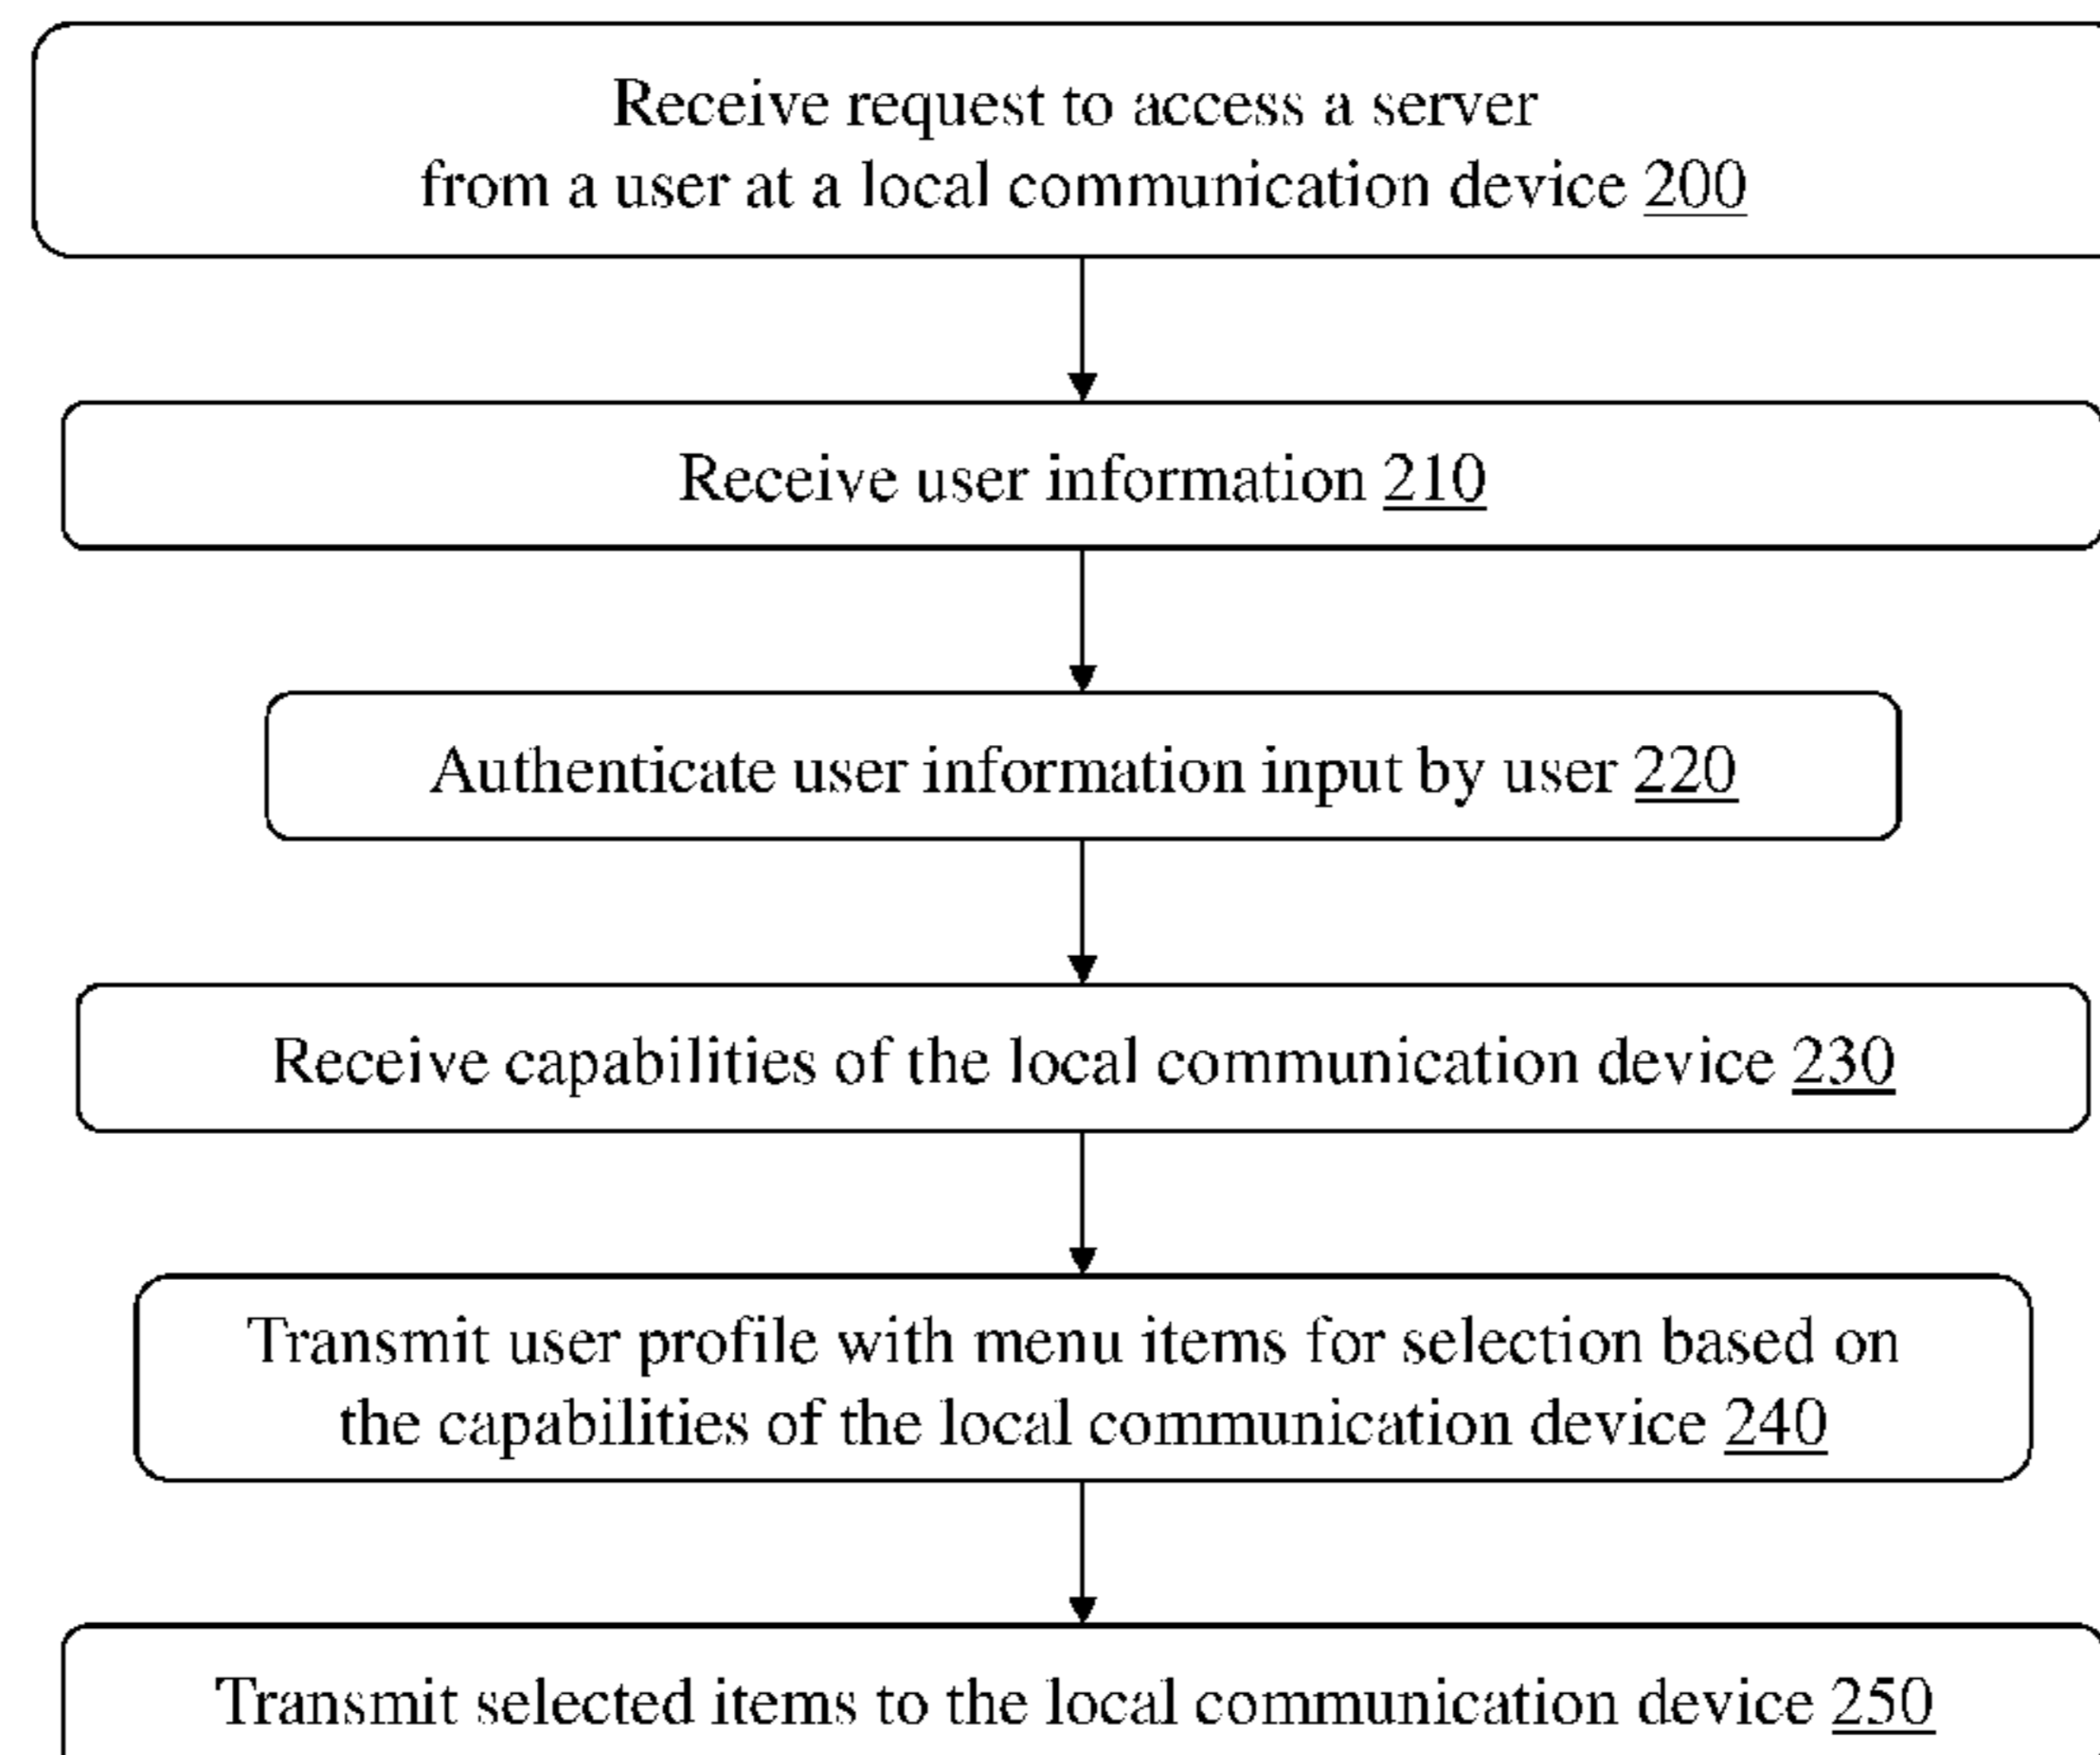 Receive request to access a server
from a user at a local communication device 200
Receive user information 210
Authenticate user information input by user 220
Receive capabilities of the local communication device 230
Transmit user profile with menu items for selection based on
the capabilities of the local communication device 240
Transmit selected items to the local communication device 250